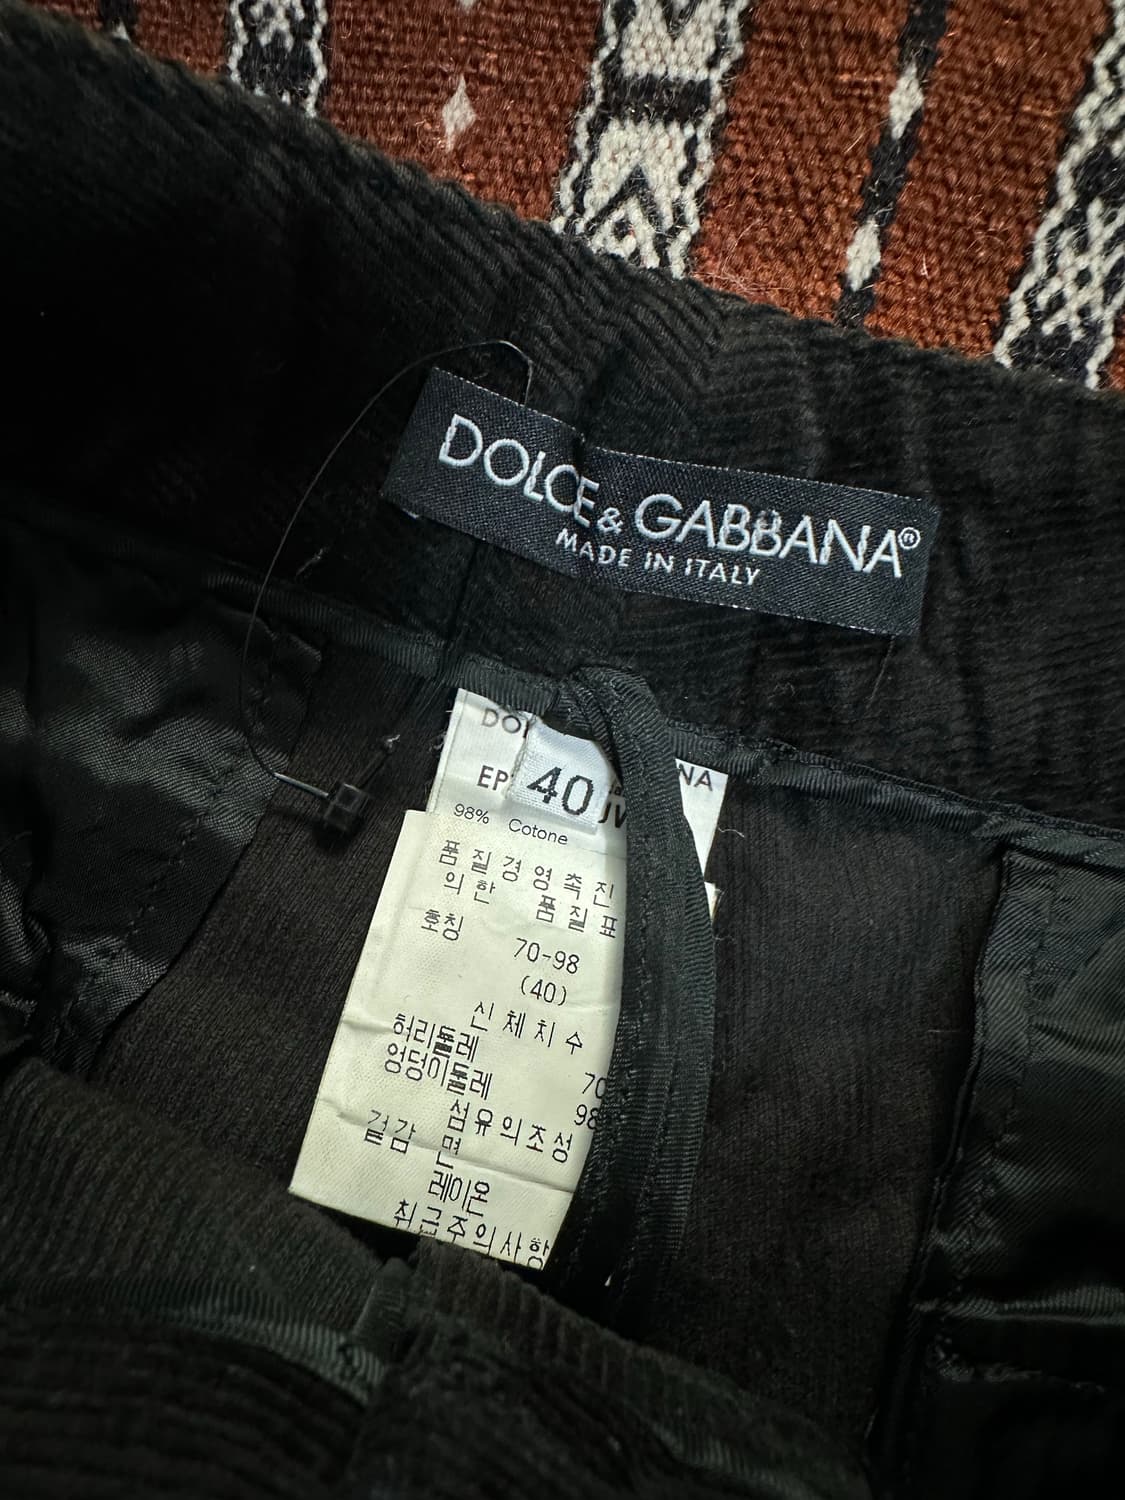 DOLCE & GABBANA®
MADE IN ITALY
40
98% Cotone
품질경영촉진
의한 품질표
호칭
70-98
(40)
신체치수
허리둘레 70
엉덩이둘레 98
섬유의조성
겉감 면
레이온
취급주의사항